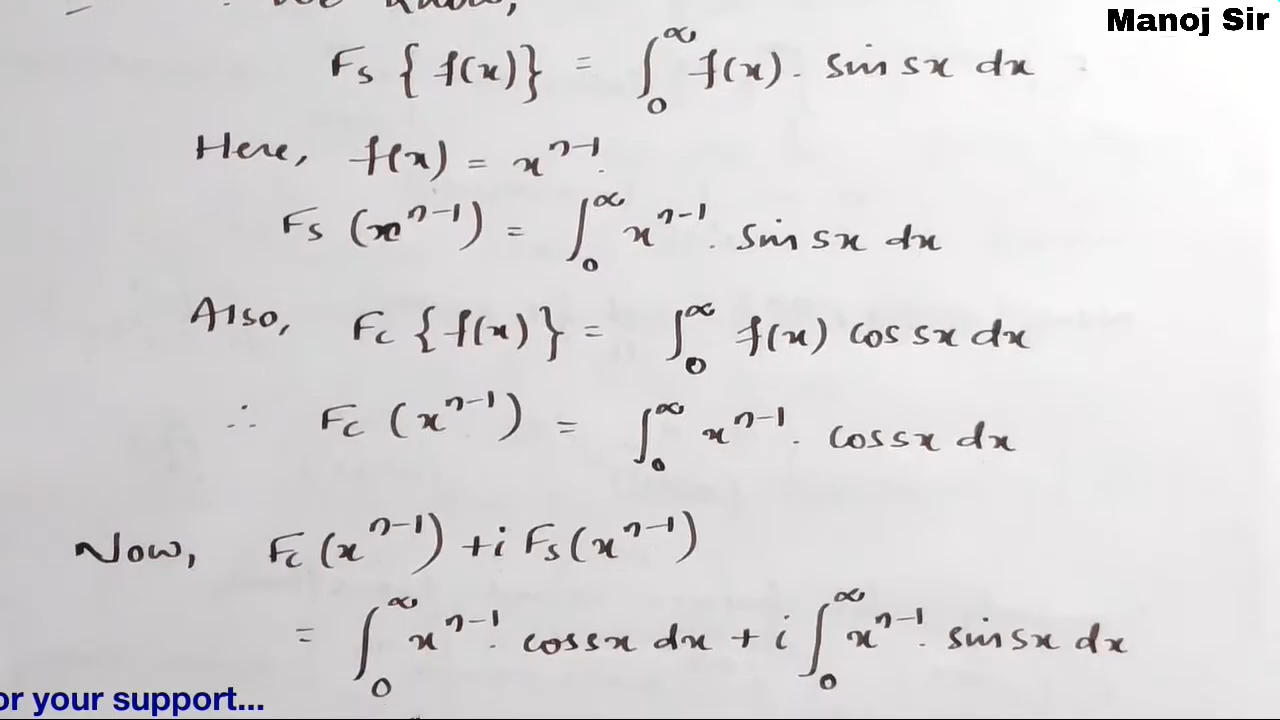 Manoj Sir
we know,
Fs { f(x)} = ∫₀^∞ f(x) . sin sx dx
Here, f(x) = x^(n-1).
Fs (x^(n-1)) = ∫₀^∞ x^(n-1) . sin sx dx
Also, Fc { f(x) } = ∫₀^∞ f(x) cos sx dx
∴ Fc (x^(n-1)) = ∫₀^∞ x^(n-1) . cos sx dx
Now, Fc (x^(n-1)) + i Fs (x^(n-1))
= ∫₀^∞ x^(n-1) . cos sx dx + i ∫₀^∞ x^(n-1) . sin sx dx
or your support...